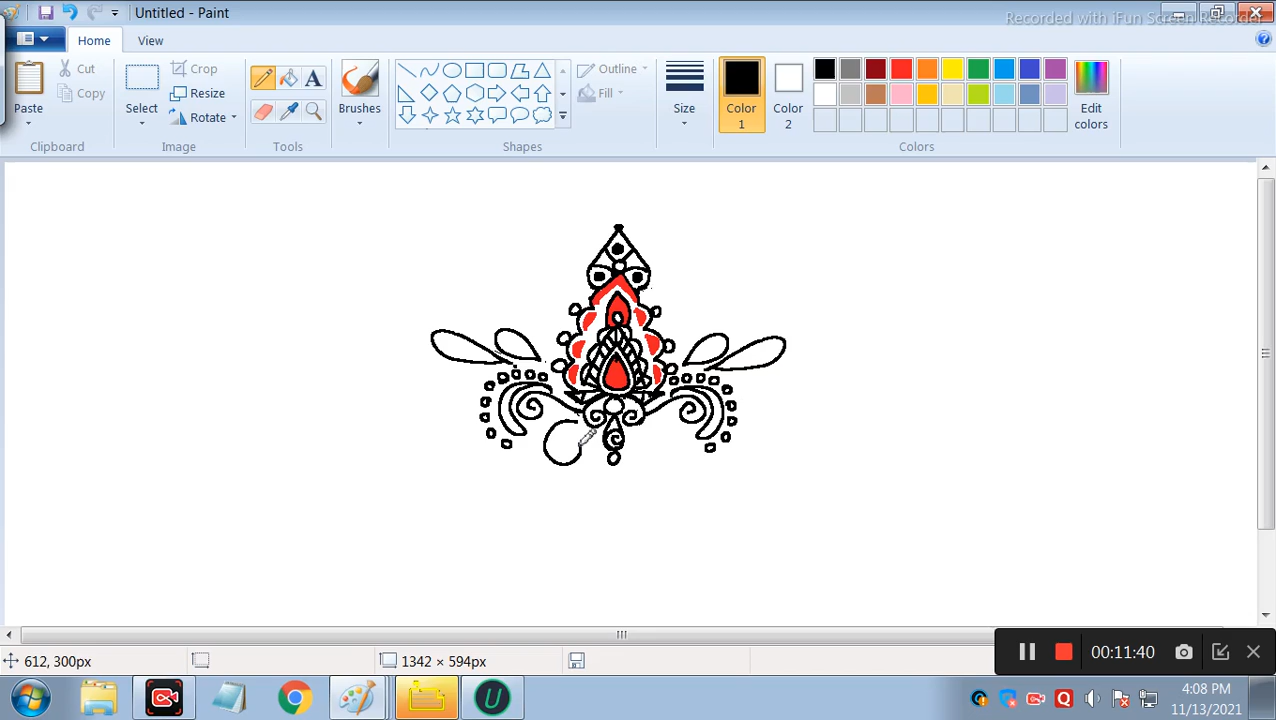 Untitled - Paint
Recorded with iFun Screen Recorder
Home
View
Paste
Cut
Copy
Clipboard
Select
Crop
Resize
Rotate
Image
A
Tools
Brushes
Shapes
Outline
Fill
Size
Color
1
Color
2
Edit
colors
Colors
612, 300px
1342 × 594px
00:11:40
Q
U
4:08 PM
11/13/2021